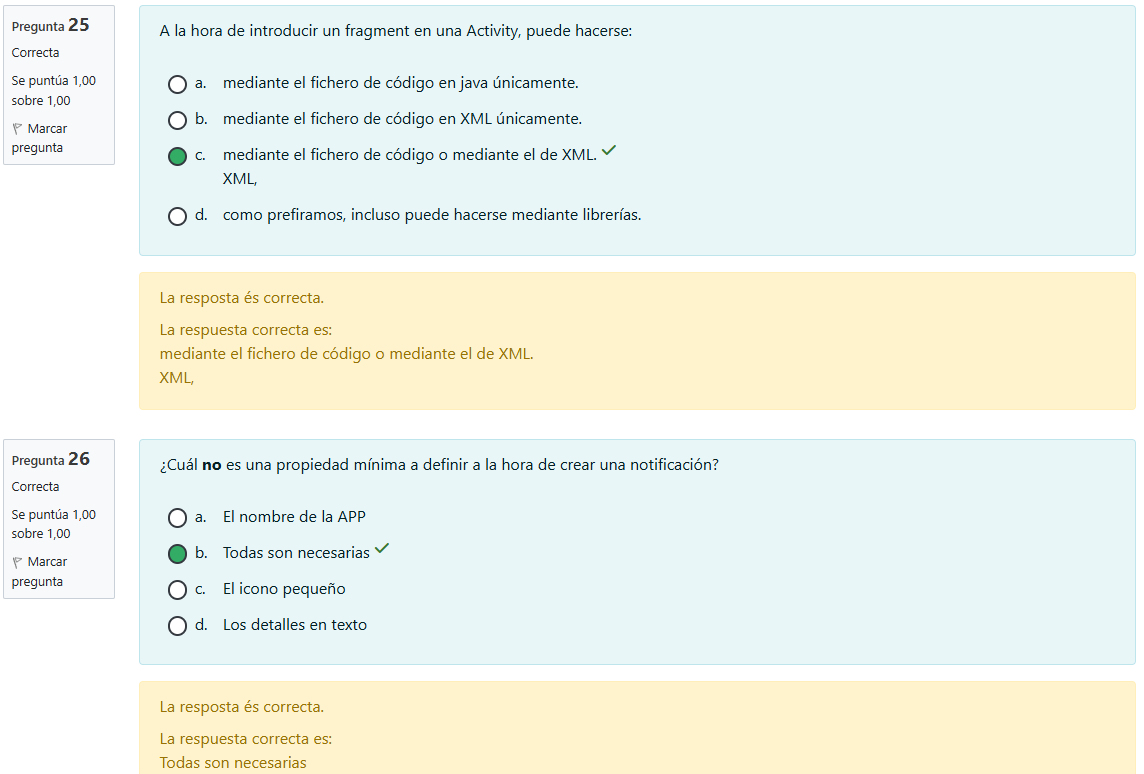 Pregunta 25
Correcta
Se puntúa 1,00
sobre 1,00
Marcar
pregunta
A la hora de introducir un fragment en una Activity, puede hacerse:
a. mediante el fichero de código en java únicamente.
b. mediante el fichero de código en XML únicamente.
c. mediante el fichero de código o mediante el de XML.
XML,
d. como prefiramos, incluso puede hacerse mediante librerías.
La resposta és correcta.
La respuesta correcta es:
mediante el fichero de código o mediante el de XML.
XML,
Pregunta 26
Correcta
Se puntúa 1,00
sobre 1,00
Marcar
pregunta
¿Cuál no es una propiedad mínima a definir a la hora de crear una notificación?
a. El nombre de la APP
b. Todas son necesarias
c. El icono pequeño
d. Los detalles en texto
La resposta és correcta.
La respuesta correcta es:
Todas son necesarias